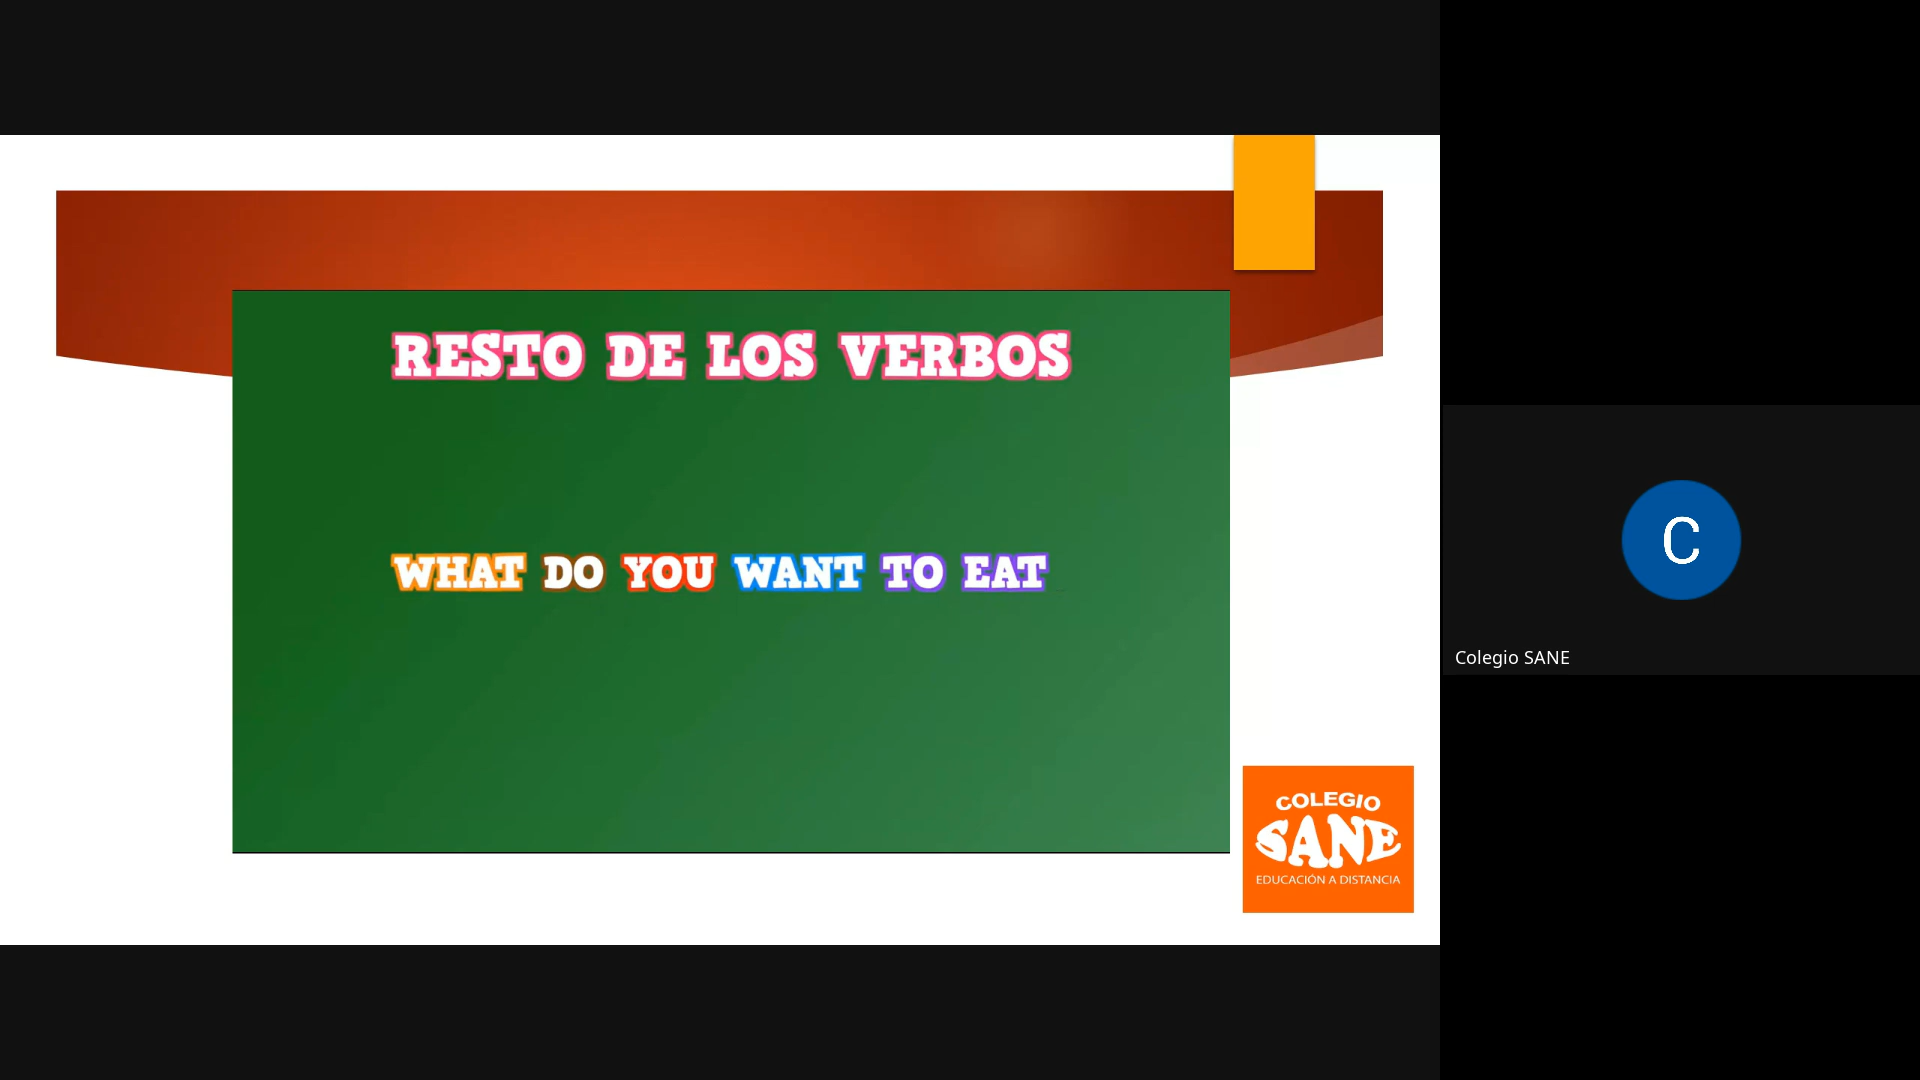 RESTO DE LOS VERBOS
WHAT DO YOU WANT TO EAT
COLEGIO
SANE
EDUCACIÓN A DISTANCIA
C
Colegio SANE